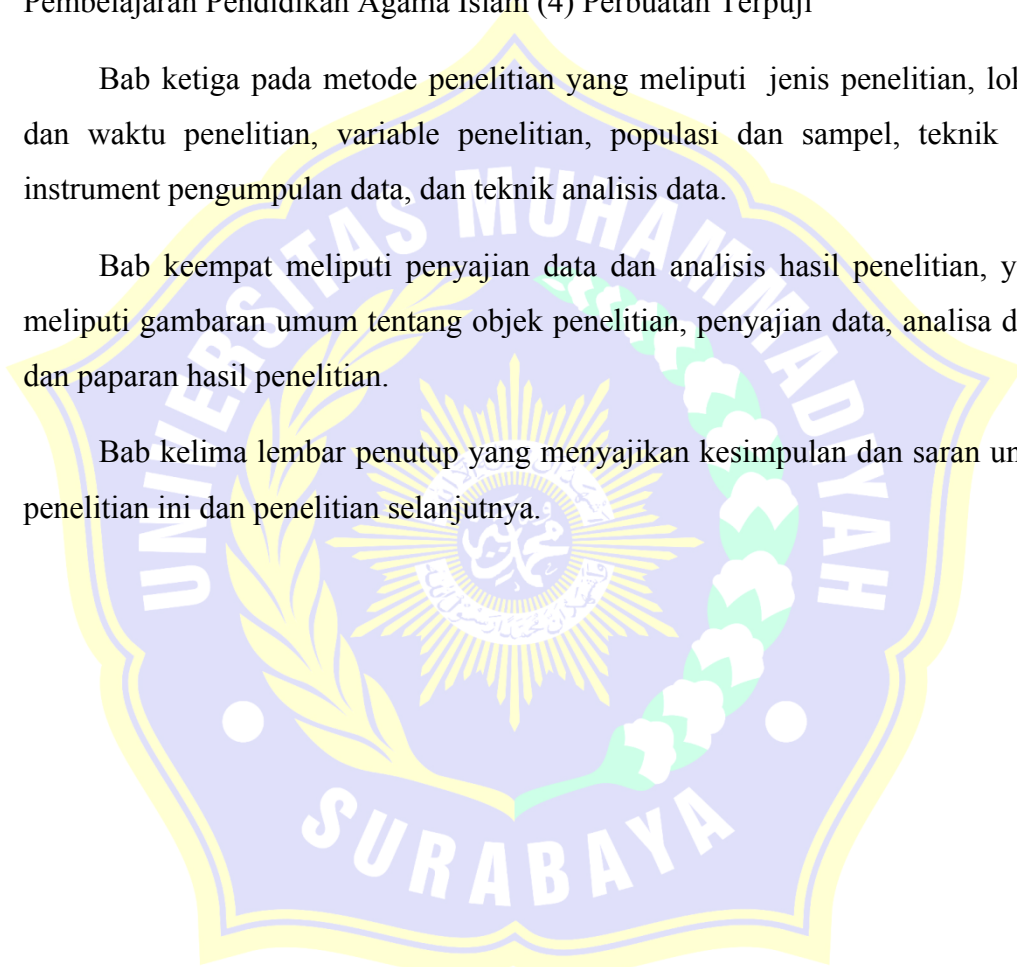 Pembelajaran Pendidikan Agama Islam (4) Perbuatan Terpuji
Bab ketiga pada metode penelitian yang meliputi jenis penelitian, lok
dan waktu penelitian, variable penelitian, populasi dan sampel, teknik
instrument pengumpulan data, dan teknik analisis data.
Bab keempat meliputi penyajian data dan analisis hasil penelitian, y
meliputi gambaran umum tentang objek penelitian, penyajian data, analisa d
dan paparan hasil penelitian.
Bab kelima lembar penutup yang menyajikan kesimpulan dan saran un
penelitian ini dan penelitian selanjutnya.
UNIVERSITAS MUHAMMADIYAH
SURABAYA